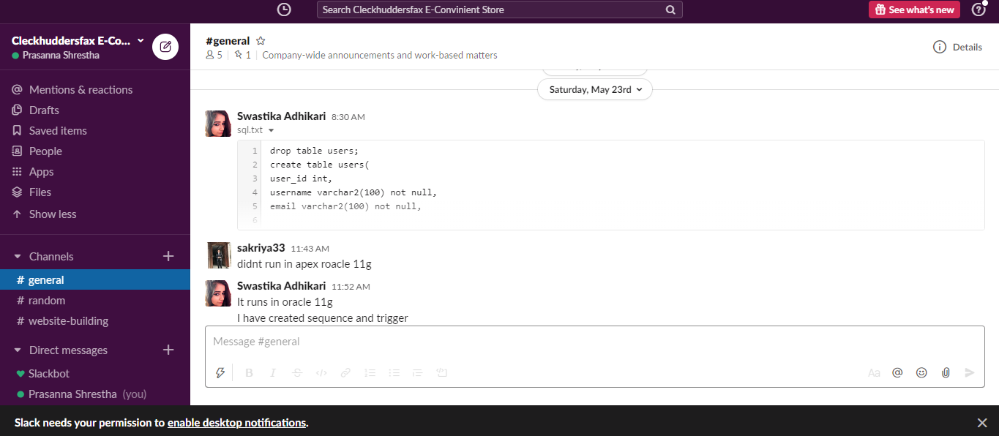 Search Cleckhuddersfax E-Convinient Store
See what's new
Cleckhuddersfax E-Co...
Prasanna Shrestha
Mentions & reactions
Drafts
Saved items
People
Apps
Files
Show less
Channels
# general
# random
# website-building
Direct messages
Slackbot
Prasanna Shrestha (you)
#general
5 | 1 | Company-wide announcements and work-based matters
Details
Saturday, May 23rd
Swastika Adhikari 8:30 AM
sql.txt
1 drop table users;
2 create table users(
3 user_id int,
4 username varchar2(100) not null,
5 email varchar2(100) not null,
6
sakriya33 11:43 AM
didnt run in apex roacle 11g
Swastika Adhikari 11:52 AM
It runs in oracle 11g
I have created sequence and trigger
Message #general
Aa
Slack needs your permission to enable desktop notifications.